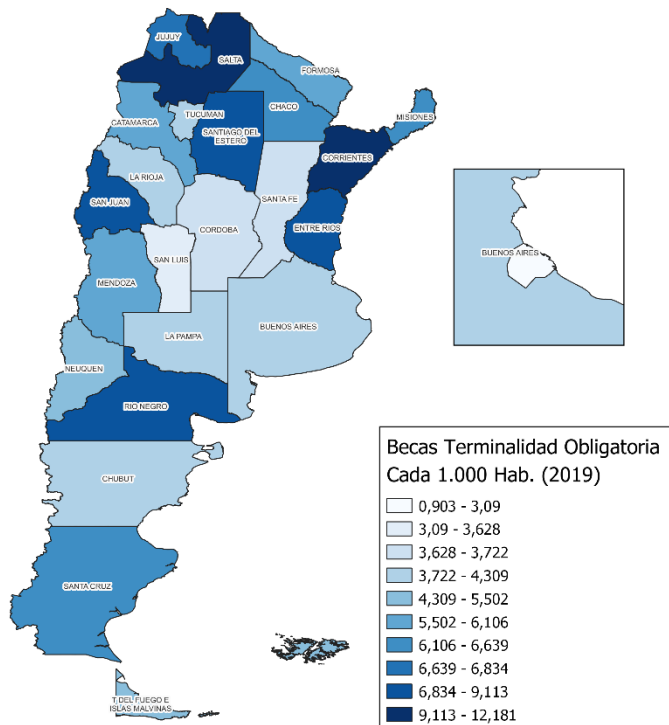 JUJUY
SALTA
FORMOSA
CHACO
MISIONES
TUCUMAN
CATAMARCA
SANTIAGO DEL
ESTERO
CORRIENTES
LA RIOJA
SANTA FE
SAN JUAN
CORDOBA
ENTRE RIOS
SAN LUIS
MENDOZA
BUENOS AIRES
LA PAMPA
NEUQUEN
RIO NEGRO
CHUBUT
SANTA CRUZ
T DEL FUEGO E
ISLAS MALVINAS
BUENOS AIRES
Becas Terminalidad Obligatoria
Cada 1.000 Hab. (2019)
0,903 - 3,09
3,09 - 3,628
3,628 - 3,722
3,722 - 4,309
4,309 - 5,502
5,502 - 6,106
6,106 - 6,639
6,639 - 6,834
6,834 - 9,113
9,113 - 12,181